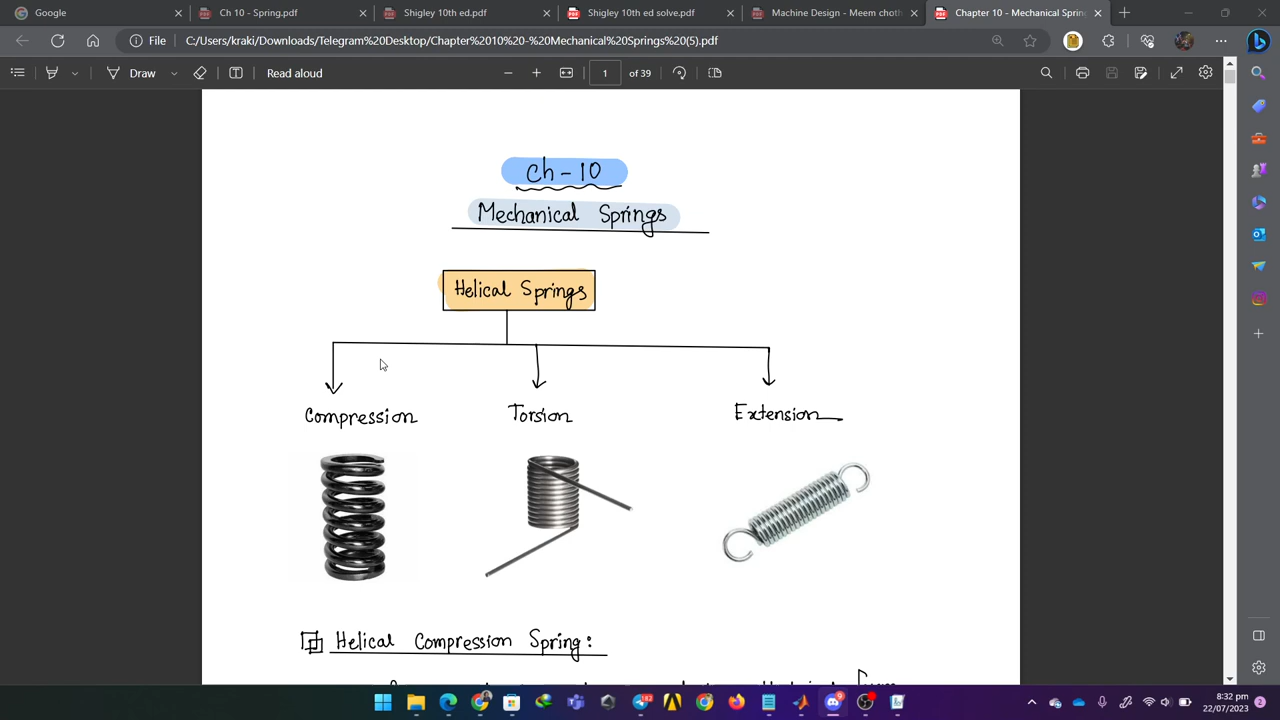 Google
Ch 10 - Spring.pdf
Shigley 10th ed.pdf
Shigley 10th ed solve.pdf
Machine Design - Meem chot
Chapter 10 - Mechanical Sprin
File
C:/Users/kraki/Downloads/Telegram%20Desktop/Chapter%2010%20-%20Mechanical%20Springs%20(5).pdf
Draw
Read aloud
1 of 39
Ch - 10
Mechanical Springs
Helical Springs
Compression
Torsion
Extension
Helical Compression Spring:
182
8:32 pm
22/07/2023
2